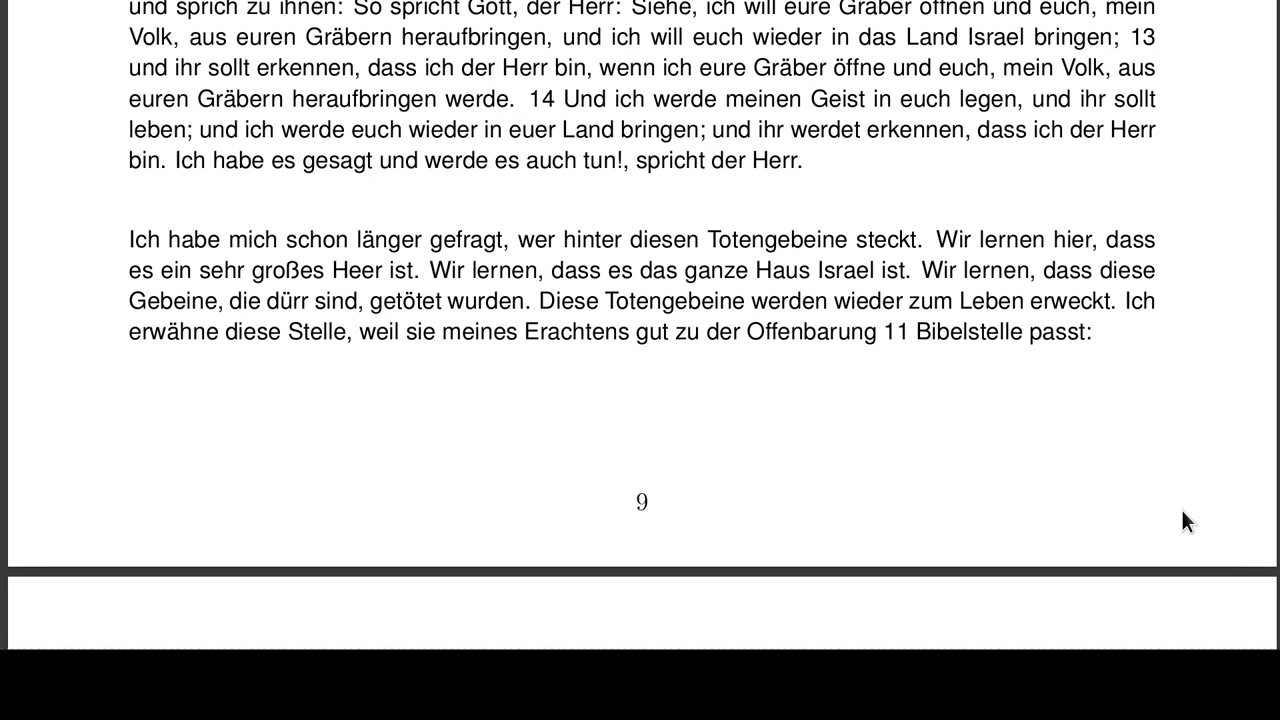 und sprich zu ihnen: So spricht Gott, der Herr: Siehe, ich will eure Gräber öffnen und euch, mein
Volk, aus euren Gräbern heraufbringen, und ich will euch wieder in das Land Israel bringen; 13
und ihr sollt erkennen, dass ich der Herr bin, wenn ich eure Gräber öffne und euch, mein Volk, aus
euren Gräbern heraufbringen werde. 14 Und ich werde meinen Geist in euch legen, und ihr sollt
leben; und ich werde euch wieder in euer Land bringen; und ihr werdet erkennen, dass ich der Herr
bin. Ich habe es gesagt und werde es auch tun!, spricht der Herr.
Ich habe mich schon länger gefragt, wer hinter diesen Totengebeine steckt. Wir lernen hier, dass
es ein sehr großes Heer ist. Wir lernen, dass es das ganze Haus Israel ist. Wir lernen, dass diese
Gebeine, die dürr sind, getötet wurden. Diese Totengebeine werden wieder zum Leben erweckt. Ich
erwähne diese Stelle, weil sie meines Erachtens gut zu der Offenbarung 11 Bibelstelle passt:
9